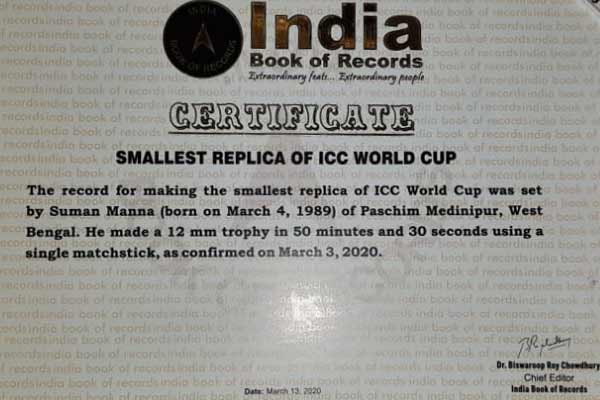 INDIA
BOOK OF RECORDS
India
Book of Records
Extraordinary feats... Extraordinary people
CERTIFICATE
SMALLEST REPLICA OF ICC WORLD CUP
The record for making the smallest replica of ICC World Cup was set
by Suman Manna (born on March 4, 1989) of Paschim Medinipur, West
Bengal. He made a 12 mm trophy in 50 minutes and 30 seconds using a
single matchstick, as confirmed on March 3, 2020.
Dr. Biswaroop Roy Chowdhury
Chief Editor
India Book of Records
Date: March 13, 2020